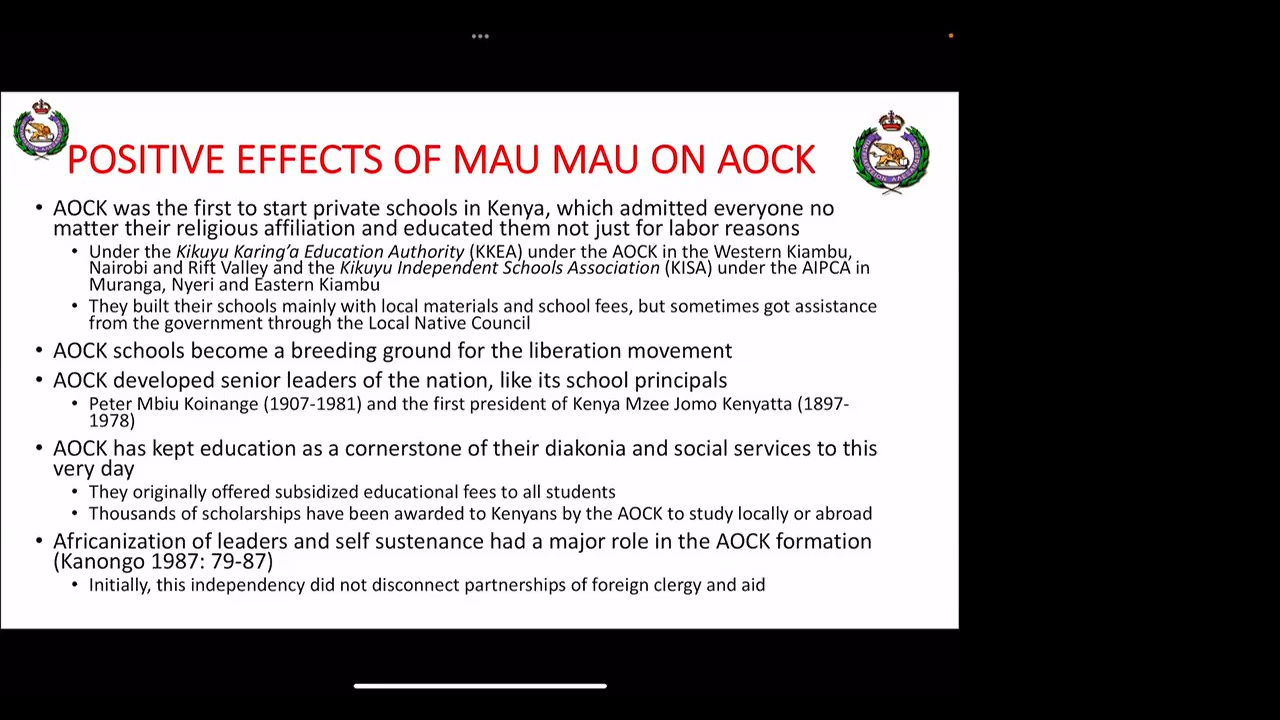 POSITIVE EFFECTS OF MAU MAU ON AOCK
• AOCK was the first to start private schools in Kenya, which admitted everyone no
matter their religious affiliation and educated them not just for labor reasons
• Under the Kikuyu Karing’a Education Authority (KKEA) under the AOCK in the Western Kiambu,
Nairobi and Rift Valley and the Kikuyu Independent Schools Association (KISA) under the AIPCA in
Muranga, Nyeri and Eastern Kiambu
• They built their schools mainly with local materials and school fees, but sometimes got assistance
from the government through the Local Native Council
• AOCK schools become a breeding ground for the liberation movement
• AOCK developed senior leaders of the nation, like its school principals
• Peter Mbiu Koinange (1907-1981) and the first president of Kenya Mzee Jomo Kenyatta (1897-
1978)
• AOCK has kept education as a cornerstone of their diakonia and social services to this
very day
• They originally offered subsidized educational fees to all students
• Thousands of scholarships have been awarded to Kenyans by the AOCK to study locally or abroad
• Africanization of leaders and self sustenance had a major role in the AOCK formation
(Kanongo 1987: 79-87)
• Initially, this independency did not disconnect partnerships of foreign clergy and aid